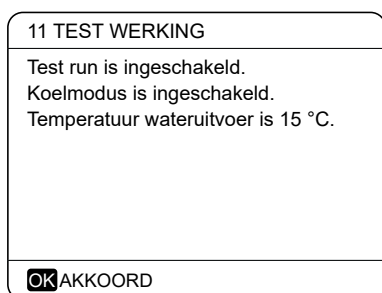 11 TEST WERKING
Test run is ingeschakeld.
Koelmodus is ingeschakeld.
Temperatuur wateruitvoer is 15 °C.
OK AKKOORD